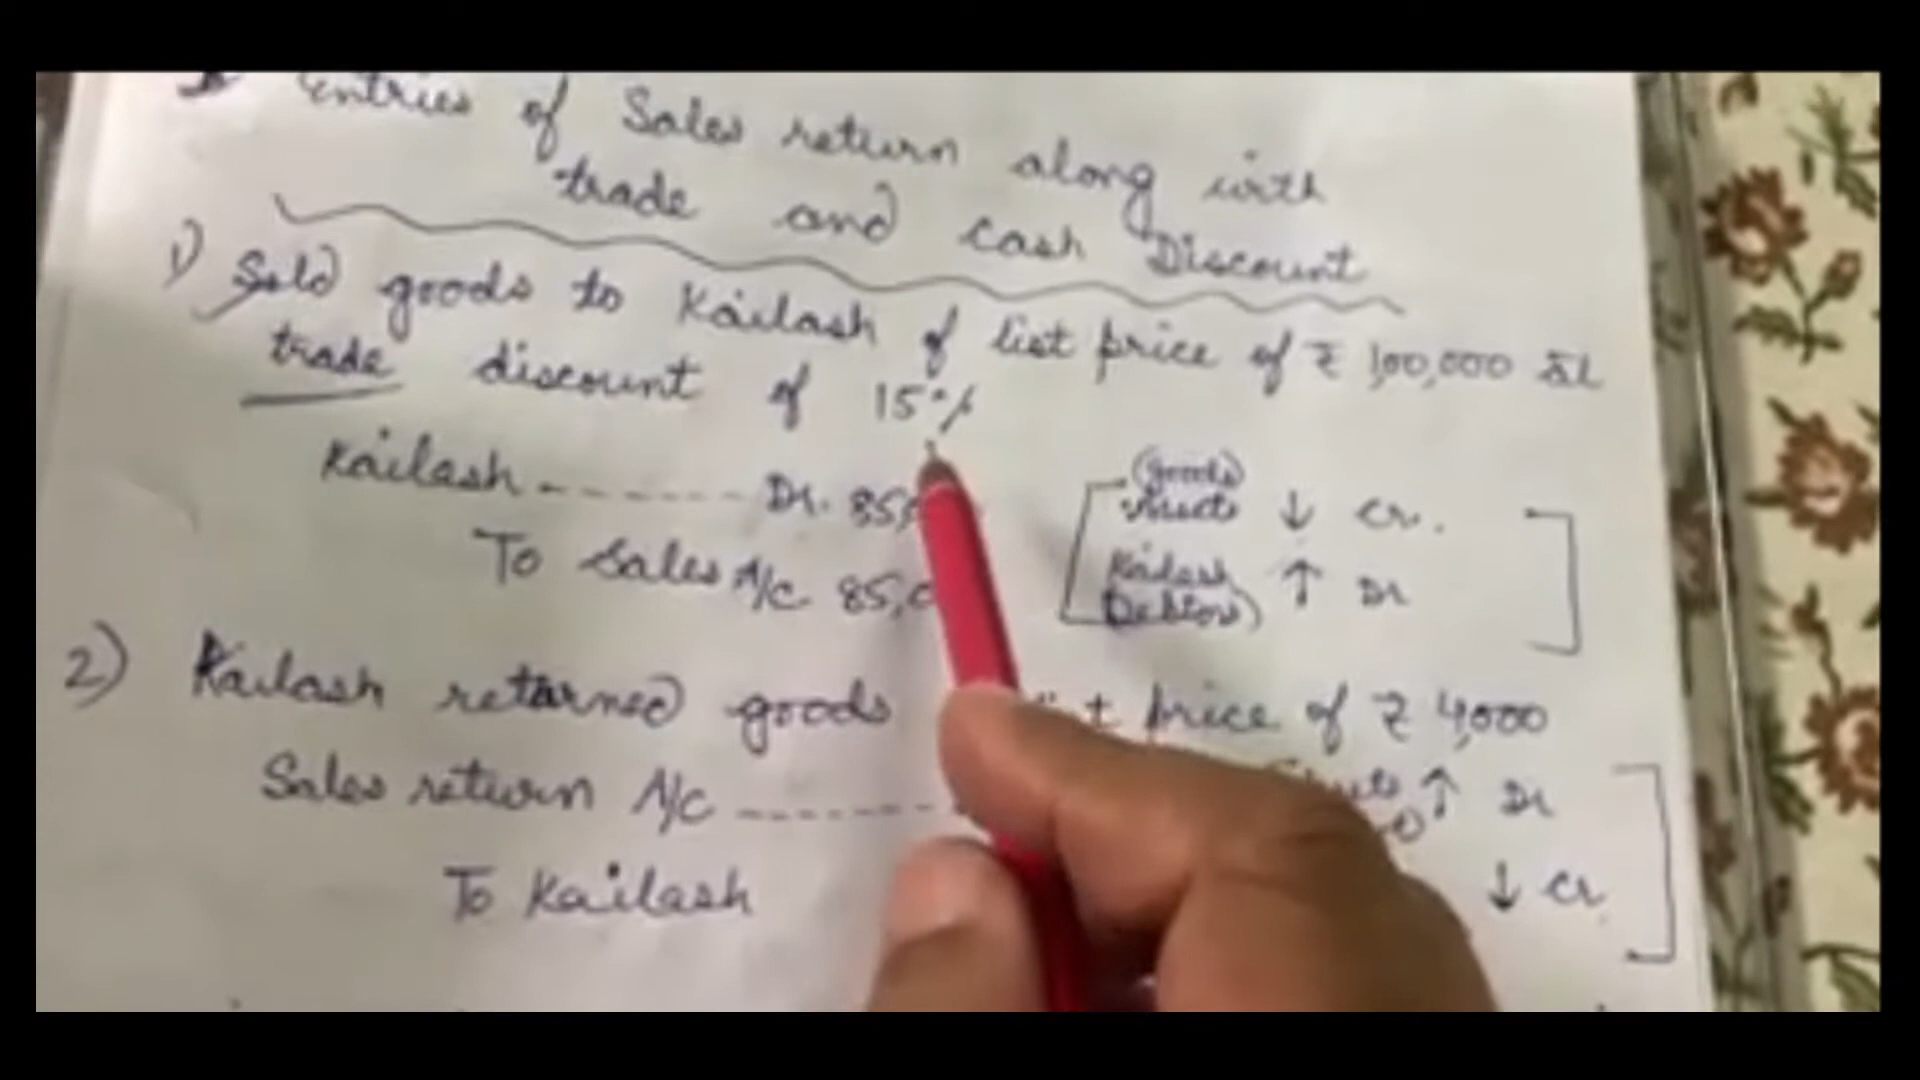 Entries of Sales return along with
trade and Cash Discount
1) Sold goods to Kailash of list price of ₹ 1,00,000 at
trade discount of 15%
Kailash ------- Dr. 85,
To Sales A/c 85,0
(goods) ↓ Cr.
Kailash ↑ Dr
Debtors)
2) Kailash returned goods price of ₹ 4,000
Sales return A/c -------
↑ Dr
To Kailash
↓ Cr.